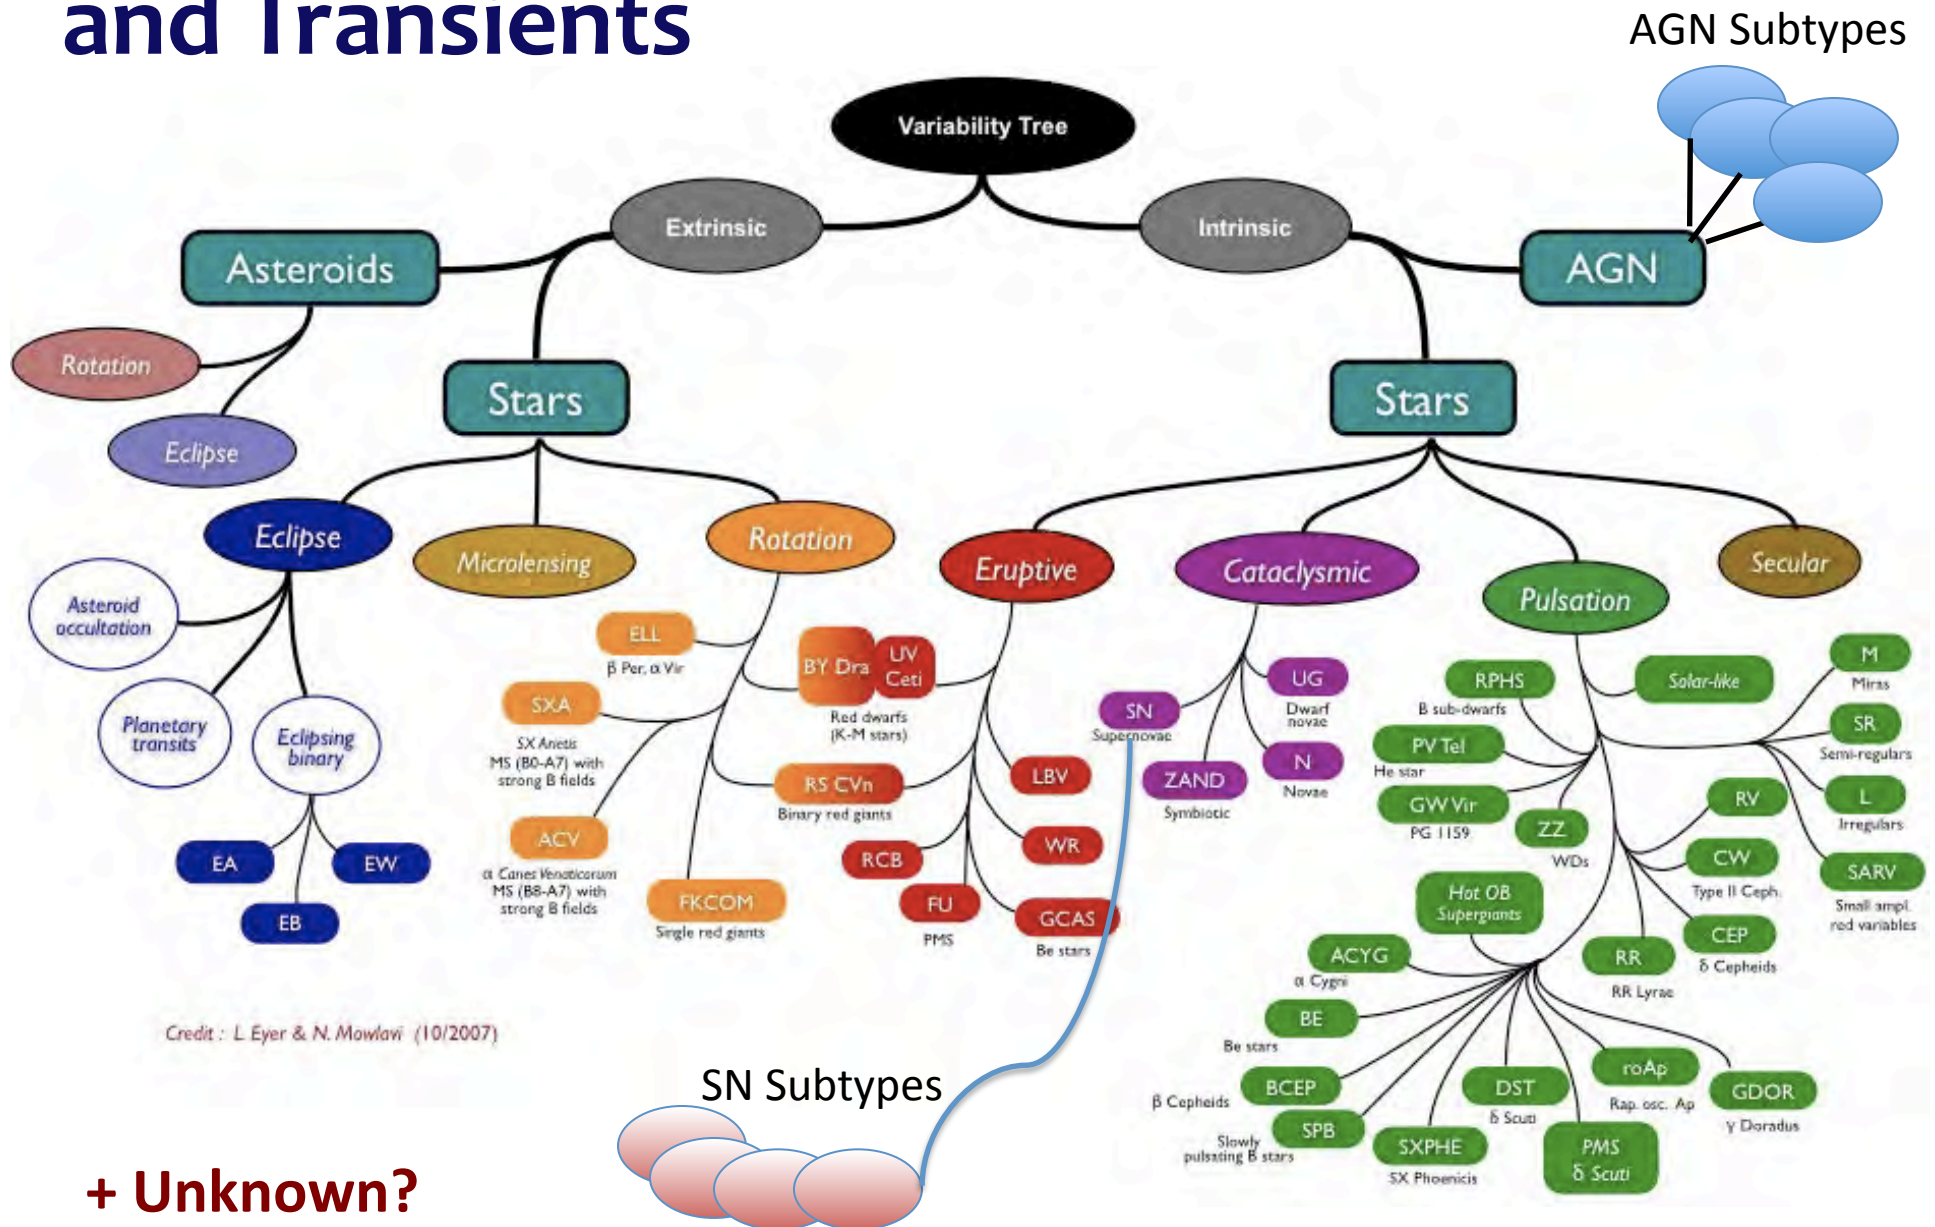 and Transients
AGN Subtypes
Variability Tree
Extrinsic
Intrinsic
Asteroids
AGN
Rotation
Eclipse
Stars
Stars
Eclipse
Microlensing
Rotation
Eruptive
Cataclysmic
Pulsation
Secular
Asteroid
occultation
Planetary
transits
Eclipsing
binary
EA
EW
EB
ELL
β Per, α Vir
SXA
SX Arietis
MS (B0-A7) with
strong B fields
ACV
α Canes Venaticorum
MS (B8-A7) with
strong B fields
FKCOM
Single red giants
BY Dra
UV
Ceti
Red dwarfs
(K-M stars)
RS CVn
Binary red giants
LBV
WR
RCB
FU
PMS
GCAS
Be stars
SN
Supernovae
UG
Dwarf
novae
ZAND
Symbiotic
N
Novae
RPHS
B sub-dwarfs
Solar-like
PV Tel
He star
GW Vir
PG 1159
ZZ
WDs
M
Miras
SR
Semi-regulars
L
Irregulars
SARV
Small ampl.
red variables
RV
CW
Type II Ceph.
CEP
δ Cepheids
RR
RR Lyrae
Hot OB
Supergiants
ACYG
α Cygni
BE
Be stars
BCEP
β Cepheids
SPB
Slowly
pulsating B stars
SXPHE
SX Phoenicis
DST
δ Scuti
PMS
δ Scuti
roAp
Rap. osc. Ap
GDOR
γ Doradus
Credit : L. Eyer & N. Mowlavi (10/2007)
SN Subtypes
+ Unknown?